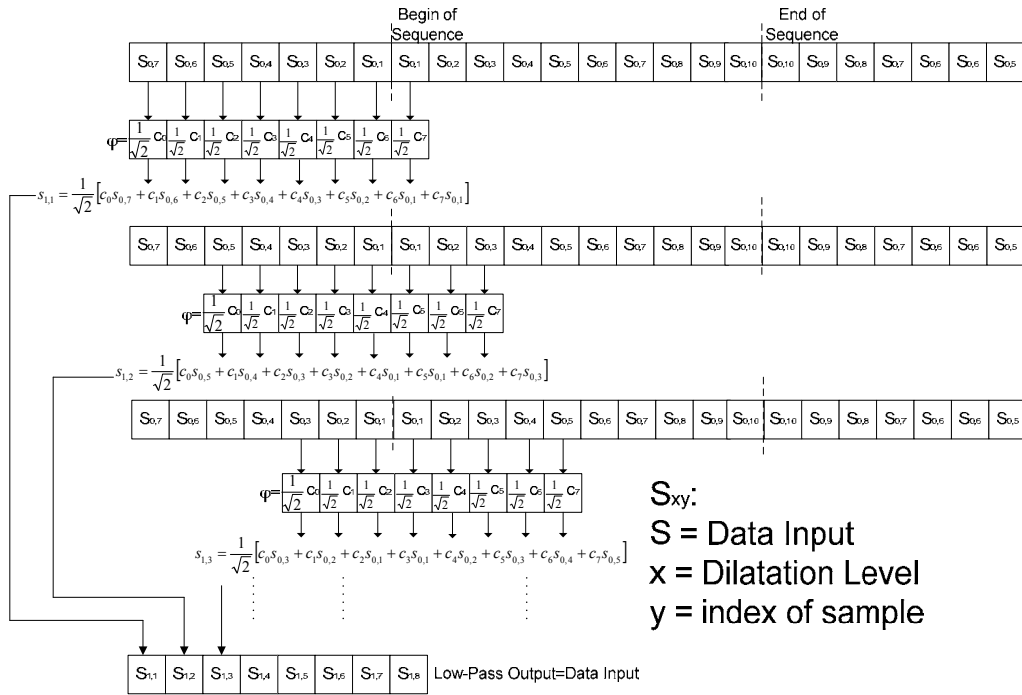 Begin of Sequence
End of Sequence
S0,7 S0,6 S0,5 S0,4 S0,3 S0,2 S0,1 S0,1 S0,2 S0,3 S0,4 S0,5 S0,6 S0,7 S0,8 S0,9 S0,10 S0,10 S0,9 S0,8 S0,7 S0,6 S0,6 S0,5
φ= 1/√2 C0 1/√2 C1 1/√2 C2 1/√2 C3 1/√2 C4 1/√2 C5 1/√2 C6 1/√2 C7
s1,1 = 1/√2 [c0s0,7 + c1s0,6 + c2s0,5 + c3s0,4 + c4s0,3 + c5s0,2 + c6s0,1 + c7s0,1]
S0,7 S0,6 S0,5 S0,4 S0,3 S0,2 S0,1 S0,1 S0,2 S0,3 S0,4 S0,5 S0,6 S0,7 S0,8 S0,9 S0,10 S0,10 S0,9 S0,8 S0,7 S0,6 S0,6 S0,5
φ= 1/√2 C0 1/√2 C1 1/√2 C2 1/√2 C3 1/√2 C4 1/√2 C5 1/√2 C6 1/√2 C7
s1,2 = 1/√2 [c0s0,5 + c1s0,4 + c2s0,3 + c3s0,2 + c4s0,1 + c5s0,1 + c6s0,2 + c7s0,3]
S0,7 S0,6 S0,5 S0,4 S0,3 S0,2 S0,1 S0,1 S0,2 S0,3 S0,4 S0,5 S0,6 S0,7 S0,8 S0,9 S0,10 S0,10 S0,9 S0,8 S0,7 S0,6 S0,6 S0,5
φ= 1/√2 C0 1/√2 C1 1/√2 C2 1/√2 C3 1/√2 C4 1/√2 C5 1/√2 C6 1/√2 C7
s1,3 = 1/√2 [c0s0,3 + c1s0,2 + c2s0,1 + c3s0,1 + c4s0,2 + c5s0,3 + c6s0,4 + c7s0,5]
Sxy:
S = Data Input
x = Dilatation Level
y = index of sample
S1,1 S1,2 S1,3 S1,4 S1,5 S1,6 S1,7 S1,8 Low-Pass Output=Data Input